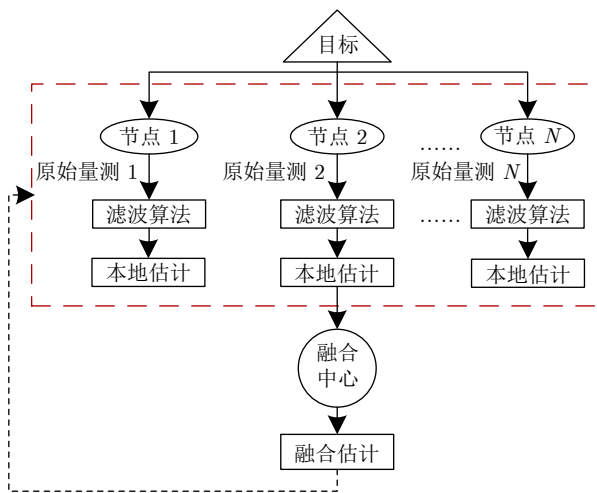 目标
节点 1
节点 2
……
节点 N
原始量测 1
原始量测 2
原始量测 N
滤波算法
滤波算法
……
滤波算法
本地估计
本地估计
本地估计
融合
中心
融合估计